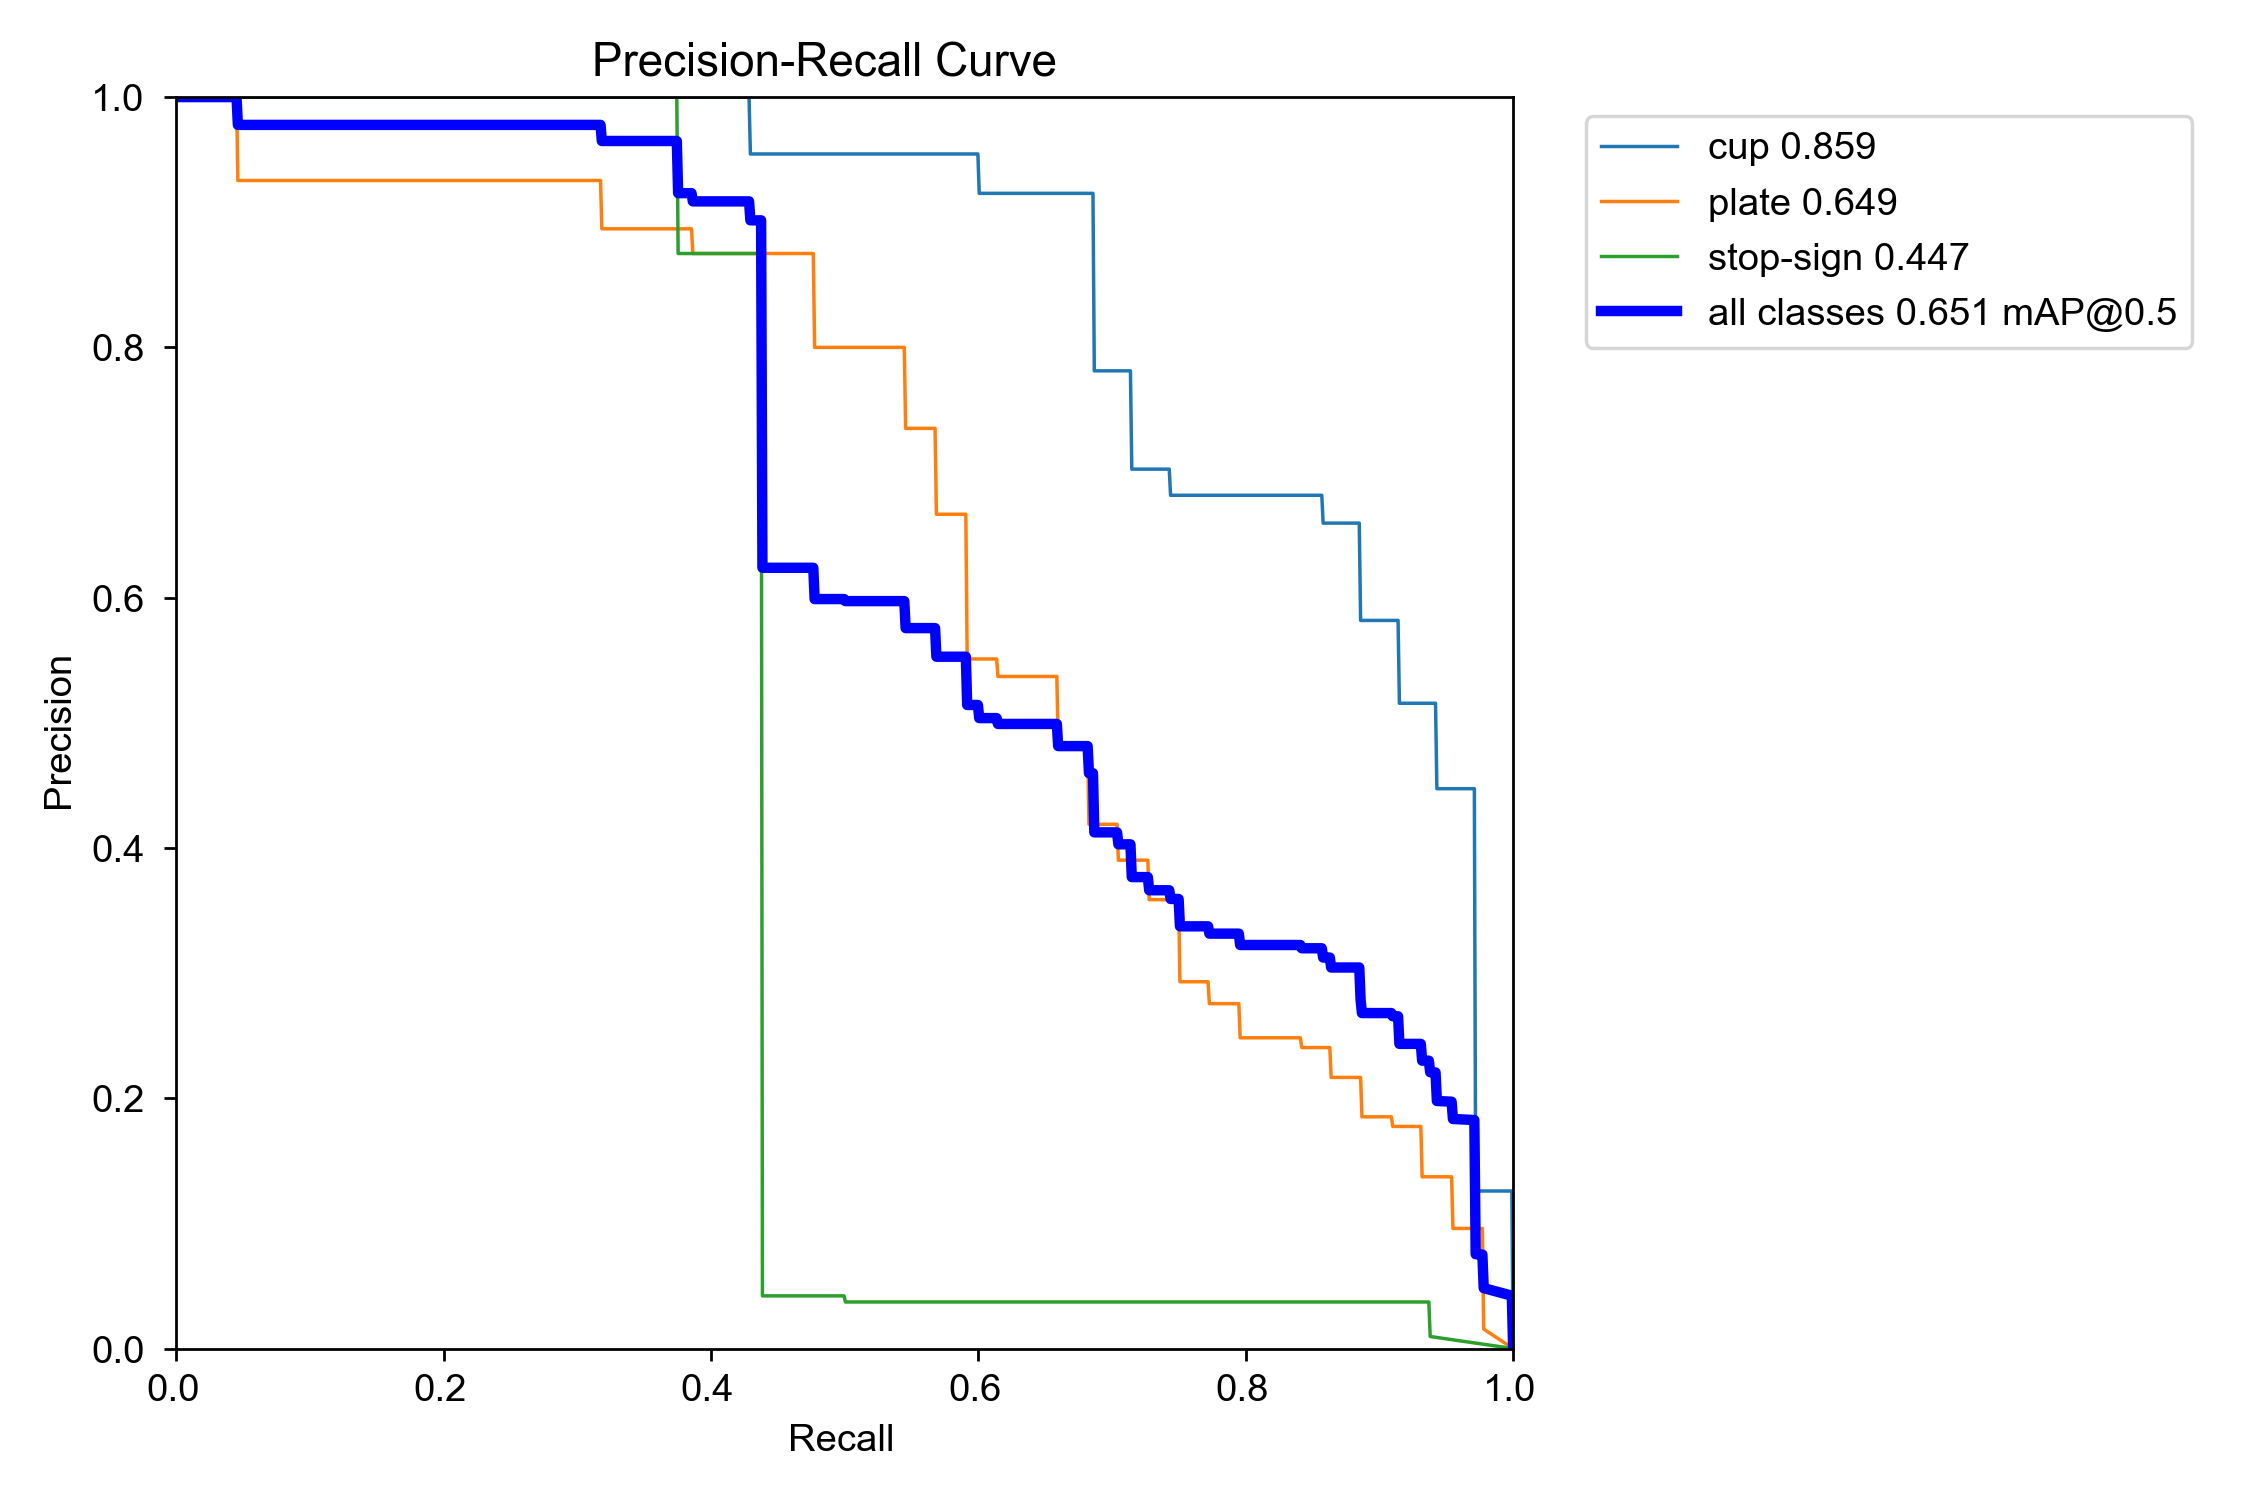 Precision-Recall Curve
1.0
0.8
0.6
0.4
0.2
0.0
Precision
0.0 0.2 0.4 0.6 0.8 1.0
Recall
cup 0.859
plate 0.649
stop-sign 0.447
all classes 0.651 mAP@0.5